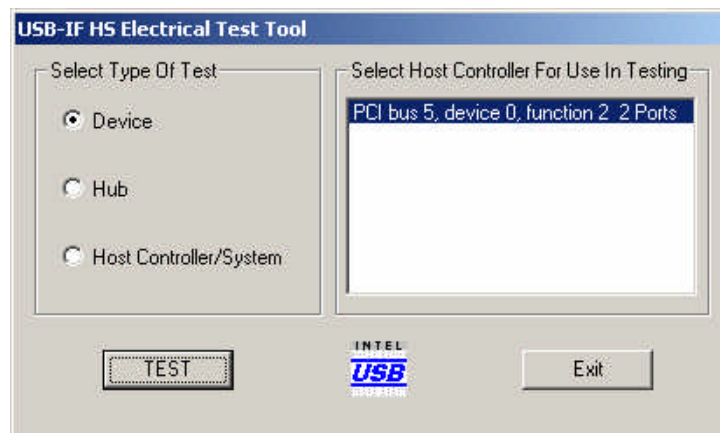 USB-IF HS Electrical Test Tool
Select Type Of Test
Device
Hub
Host Controller/System
Select Host Controller For Use In Testing
PCI bus 5, device 0, function 2 2 Ports
TEST
INTEL
USB
Exit